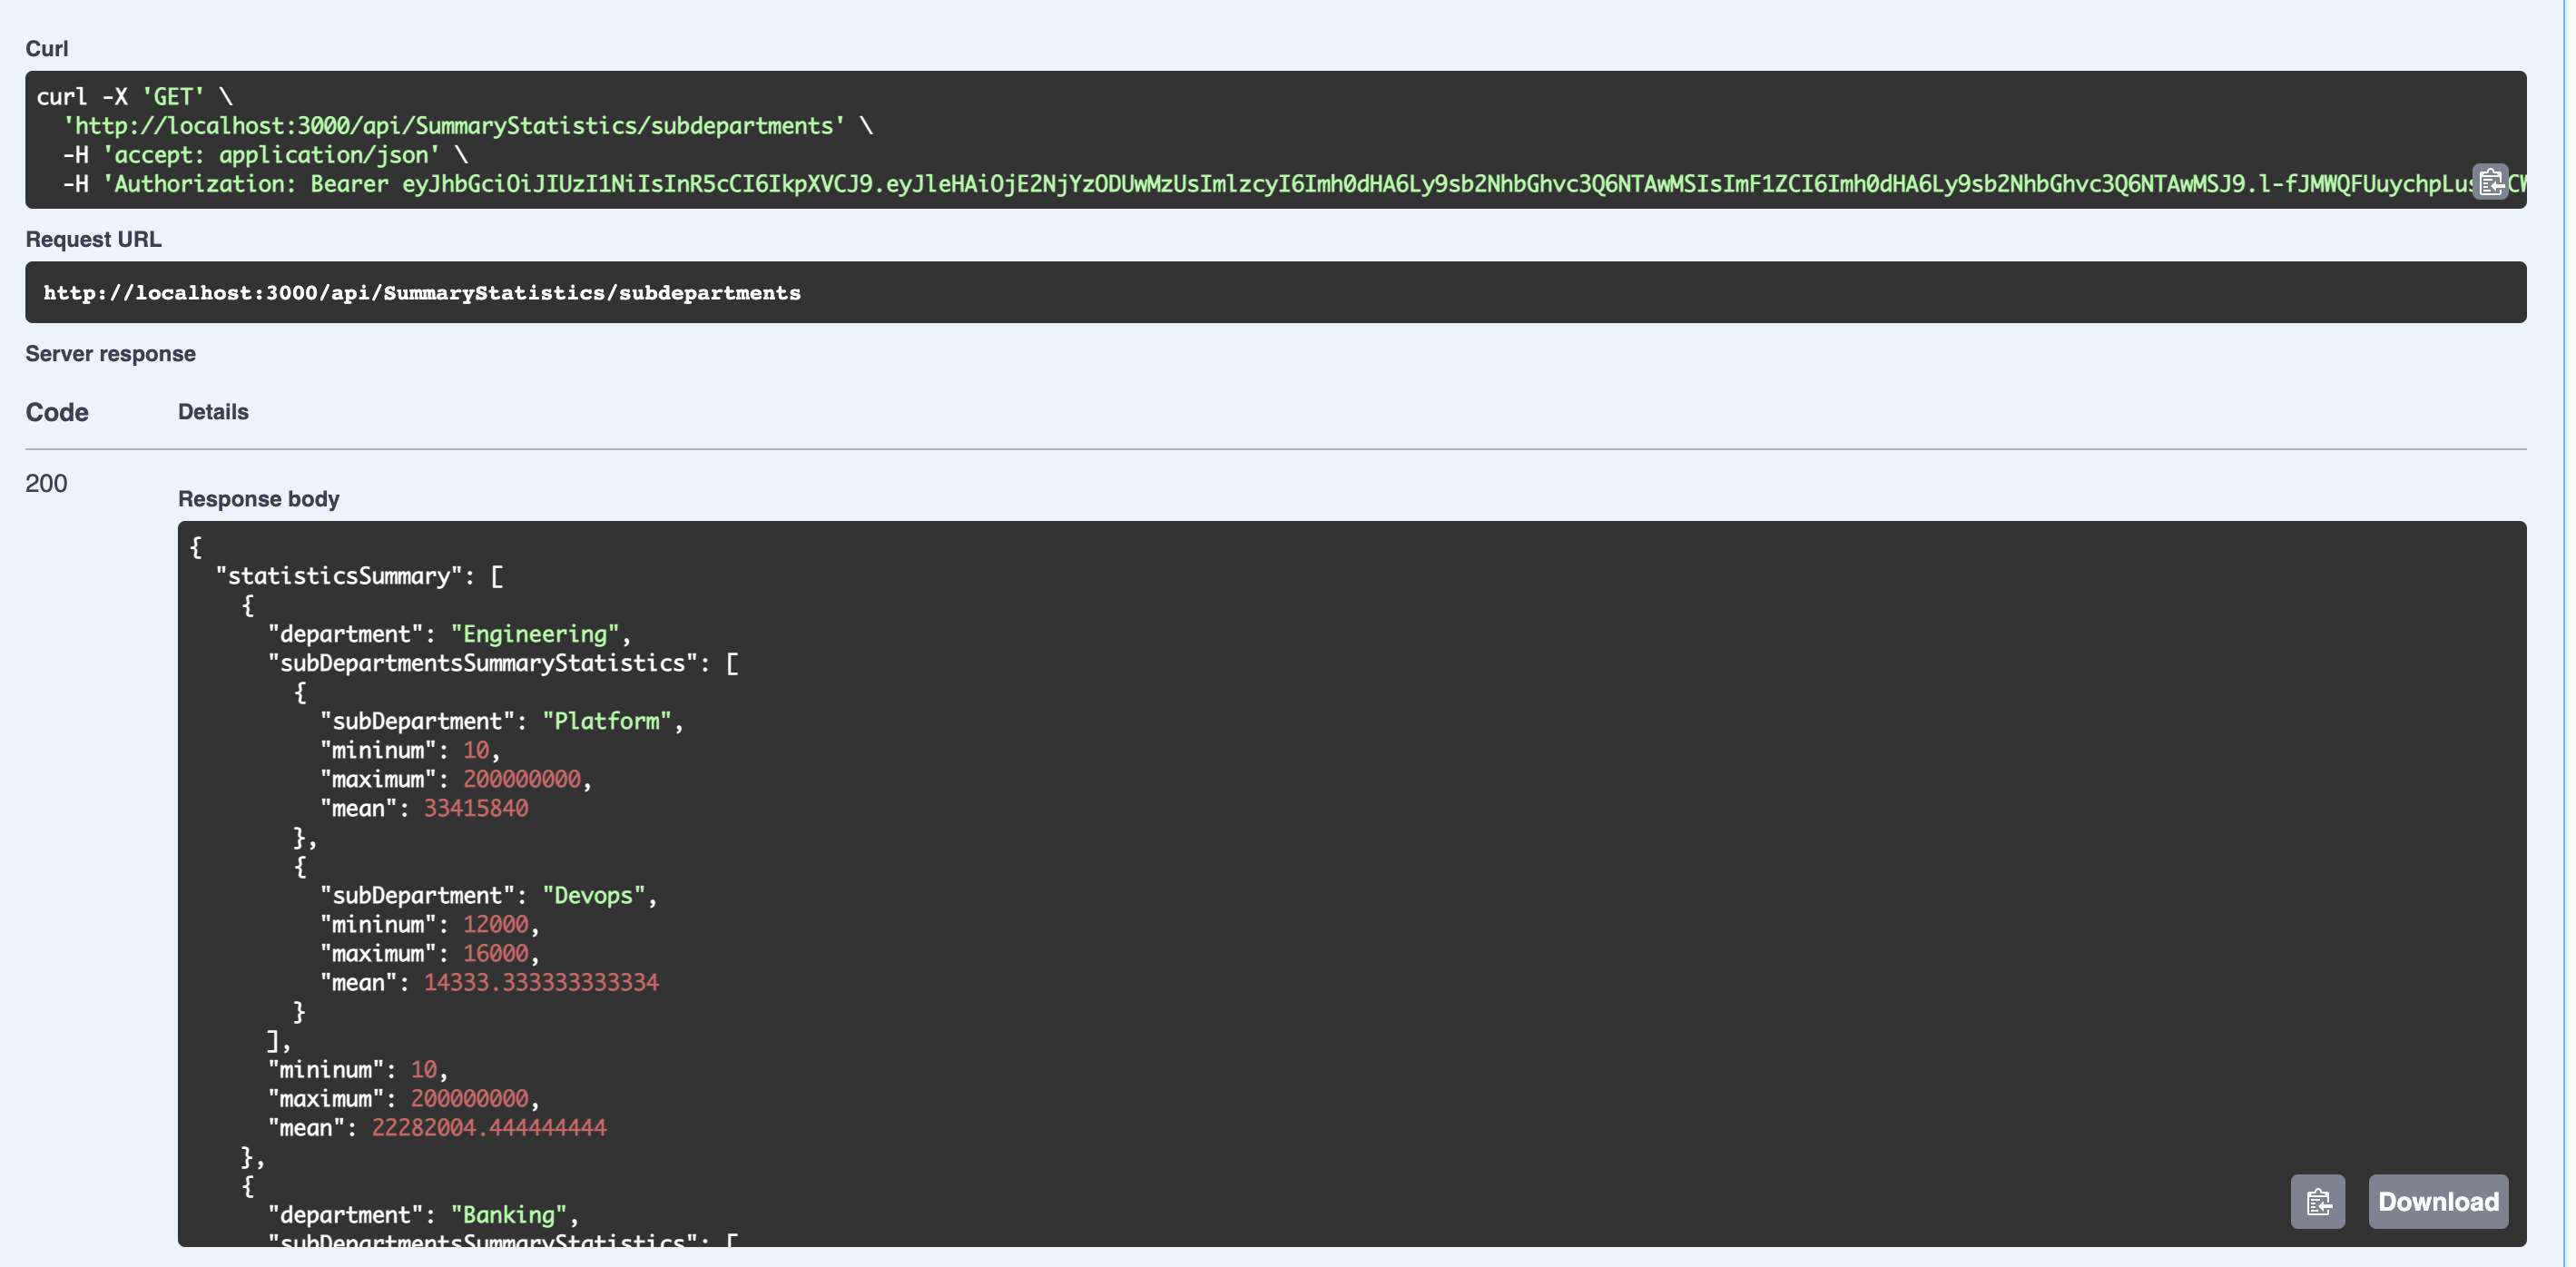 Curl
curl -X 'GET' \
'http://localhost:3000/api/SummaryStatistics/subdepartments' \
-H 'accept: application/json' \
-H 'Authorization: Bearer eyJhbGciOiJIUzI1NiIsInR5cCI6IkpXVCJ9.eyJleHAiOjE2NjYzODUwMzUsImlzcyI6Imh0dHA6Ly9sb2NhbGhvc3Q6NTAwMSIsImF1ZCI6Imh0dHA6Ly9sb2NhbGhvc3Q6NTAwMSJ9.l-fJMWQFUuychpLus
Request URL
http://localhost:3000/api/SummaryStatistics/subdepartments
Server response
Code Details
200
Response body
{
"statisticsSummary": [
{
"department": "Engineering",
"subDepartmentsSummaryStatistics": [
{
"subDepartment": "Platform",
"mininum": 10,
"maximum": 200000000,
"mean": 33415840
},
{
"subDepartment": "Devops",
"mininum": 12000,
"maximum": 16000,
"mean": 14333.333333333334
}
],
"mininum": 10,
"maximum": 200000000,
"mean": 22282004.444444444
},
{
"department": "Banking",
"subDepartmentsSummaryStatistics": [
Download